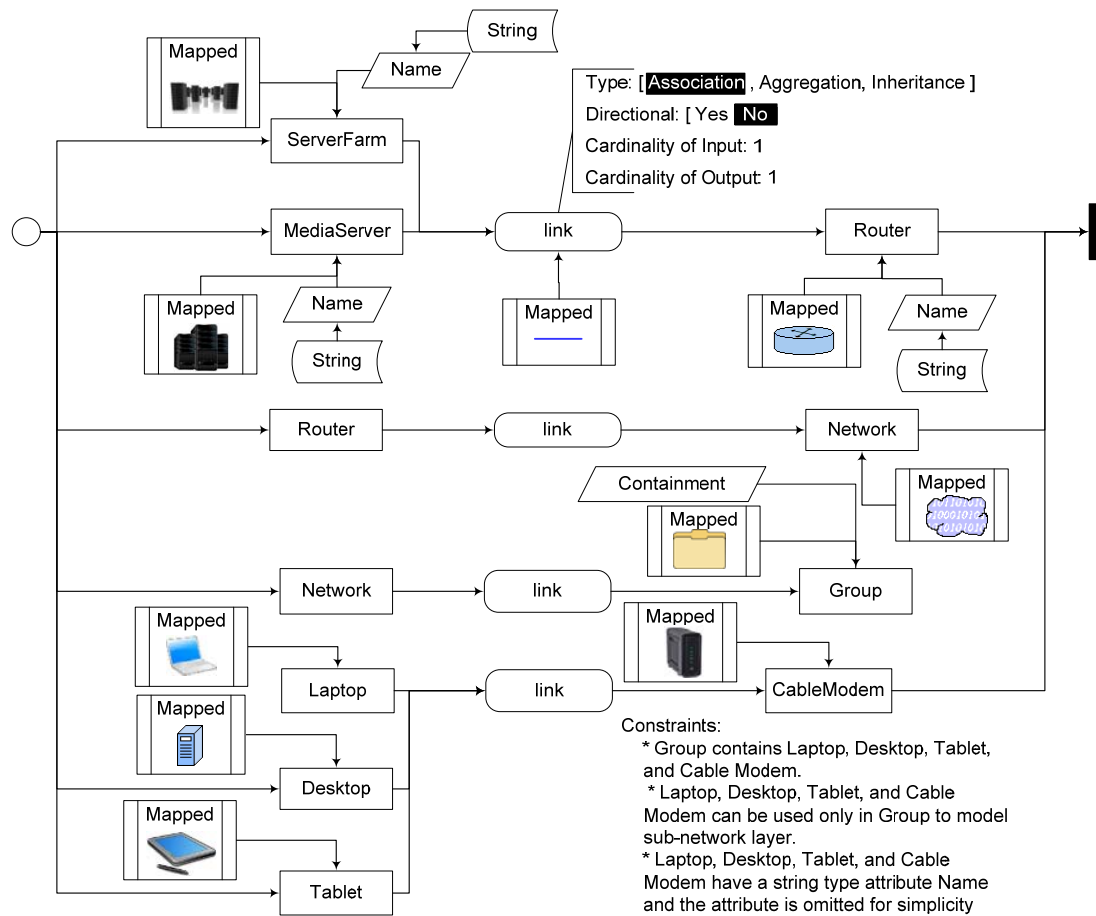 String
Mapped
Name
Type: [ Association , Aggregation, Inheritance ]
Directional: [ Yes No
Cardinality of Input: 1
Cardinality of Output: 1
ServerFarm
MediaServer
link
Router
Mapped
Name
String
Mapped
Mapped
Name
String
Router
link
Network
Containment
Mapped
Mapped
10110101
10001010
1010101
Network
link
Group
Mapped
Mapped
Laptop
link
CableModem
Mapped
Desktop
Mapped
Tablet
Constraints:
* Group contains Laptop, Desktop, Tablet,
and Cable Modem.
* Laptop, Desktop, Tablet, and Cable
Modem can be used only in Group to model
sub-network layer.
* Laptop, Desktop, Tablet, and Cable
Modem have a string type attribute Name
and the attribute is omitted for simplicity